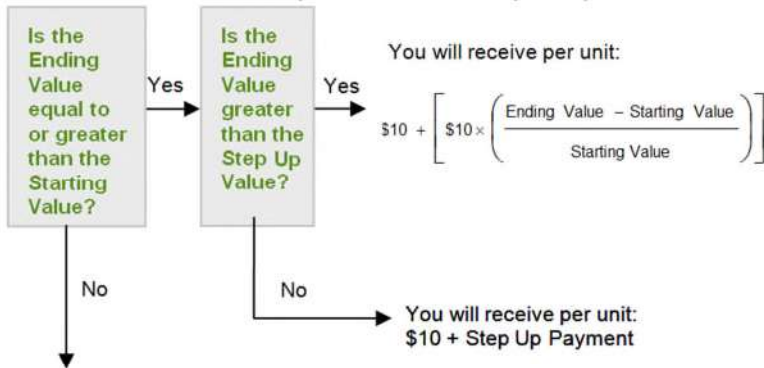 Is the
Ending
Value
equal to
or greater
than the
Starting
Value?
Yes
Is the
Ending
Value
greater
than the
Step Up
Value?
Yes
You will receive per unit:
$10 + [ $10 × ( Ending Value – Starting Value
Starting Value ) ]
No
No
You will receive per unit:
$10 + Step Up Payment